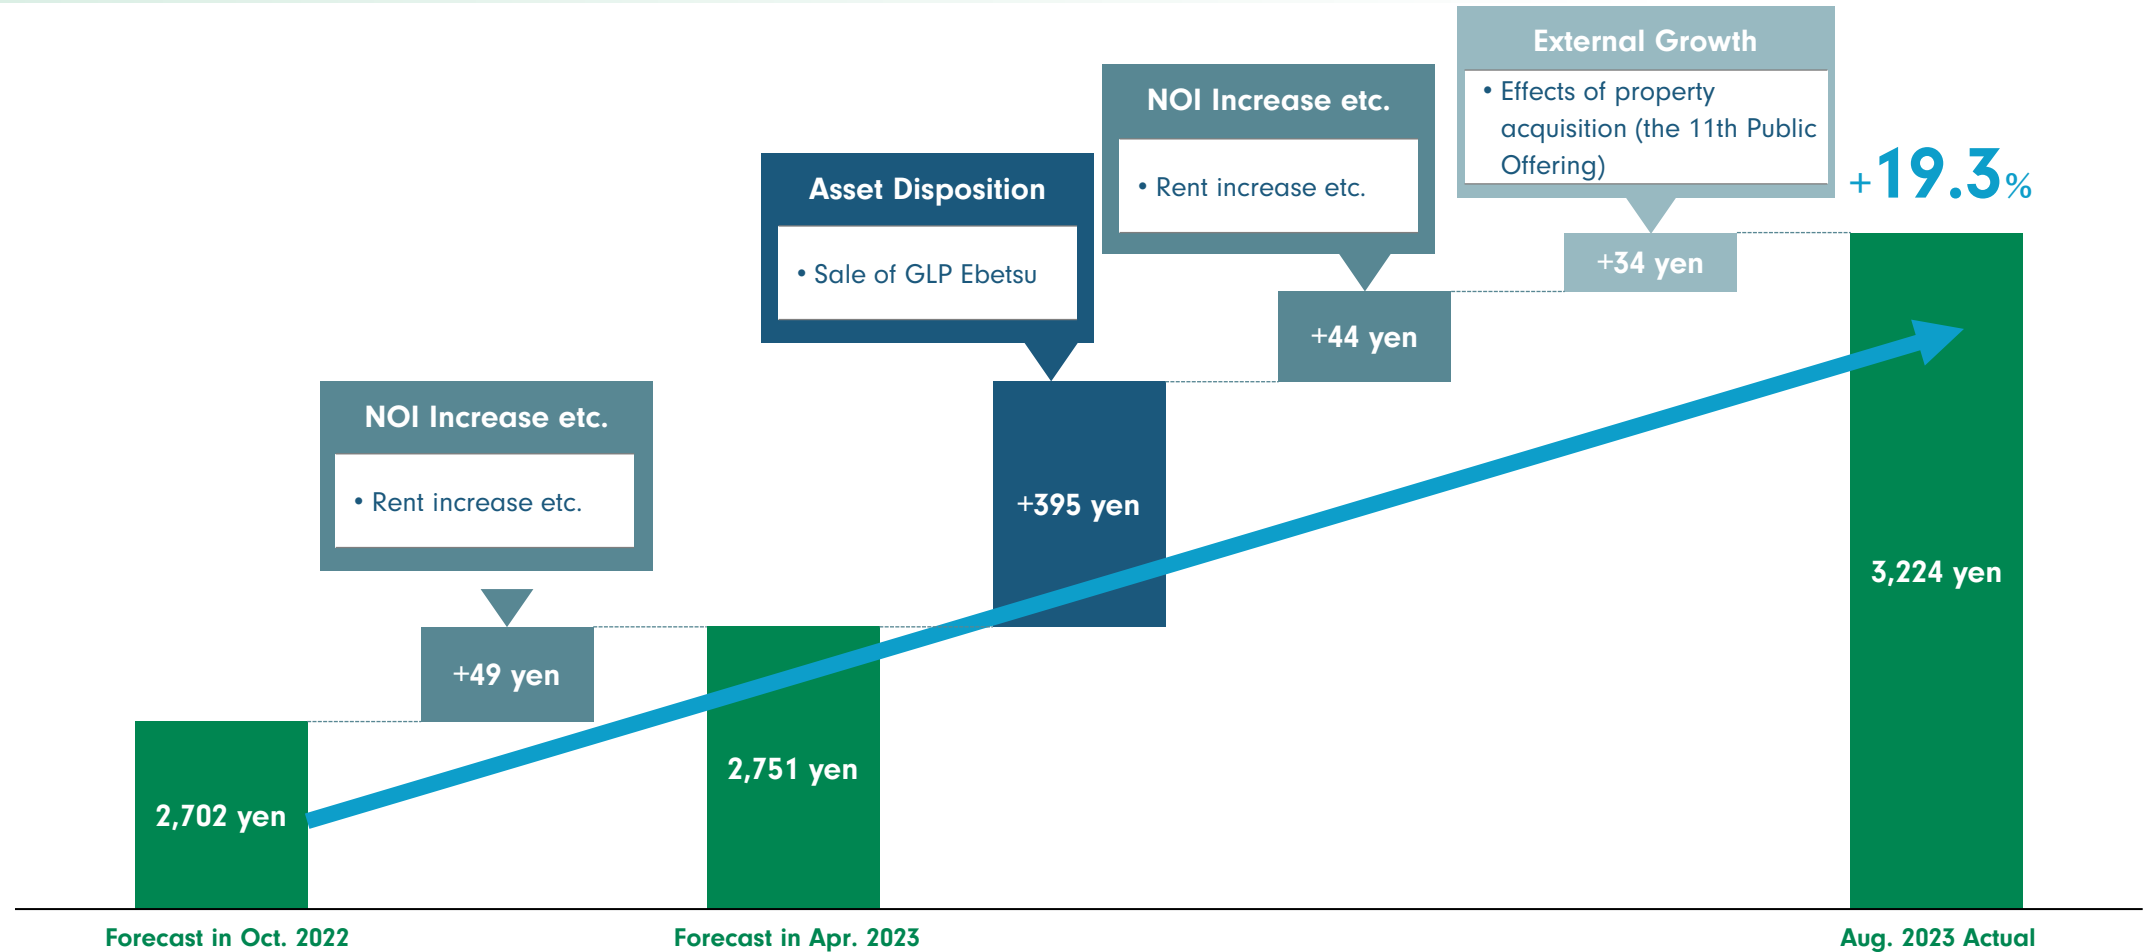 External Growth
• Effects of property
acquisition (the 11th Public
Offering)
NOI Increase etc.
• Rent increase etc.
+19.3%
Asset Disposition
• Sale of GLP Ebetsu
+34 yen
+44 yen
NOI Increase etc.
• Rent increase etc.
+395 yen
3,224 yen
+49 yen
2,751 yen
2,702 yen
Forecast in Oct. 2022
Forecast in Apr. 2023
Aug. 2023 Actual